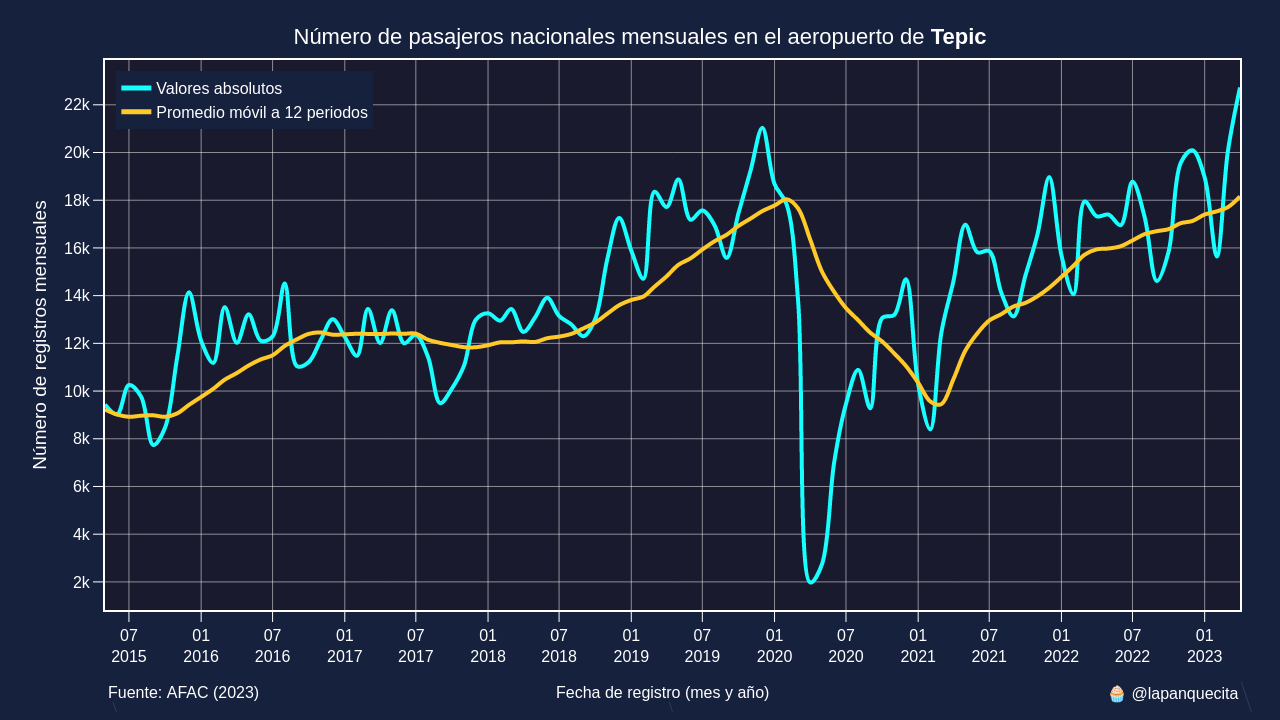 Número de pasajeros nacionales mensuales en el aeropuerto de Tepic
Valores absolutos
Promedio móvil a 12 periodos
Número de registros mensuales
22k
20k
18k
16k
14k
12k
10k
8k
6k
4k
2k
07 01 07 01 07 01 07 01 07 01 07 01 07 01 07 01
2015 2016 2016 2017 2017 2018 2018 2019 2019 2020 2020 2021 2021 2022 2022 2023
Fuente: AFAC (2023) Fecha de registro (mes y año) 🧁 @lapanquecita